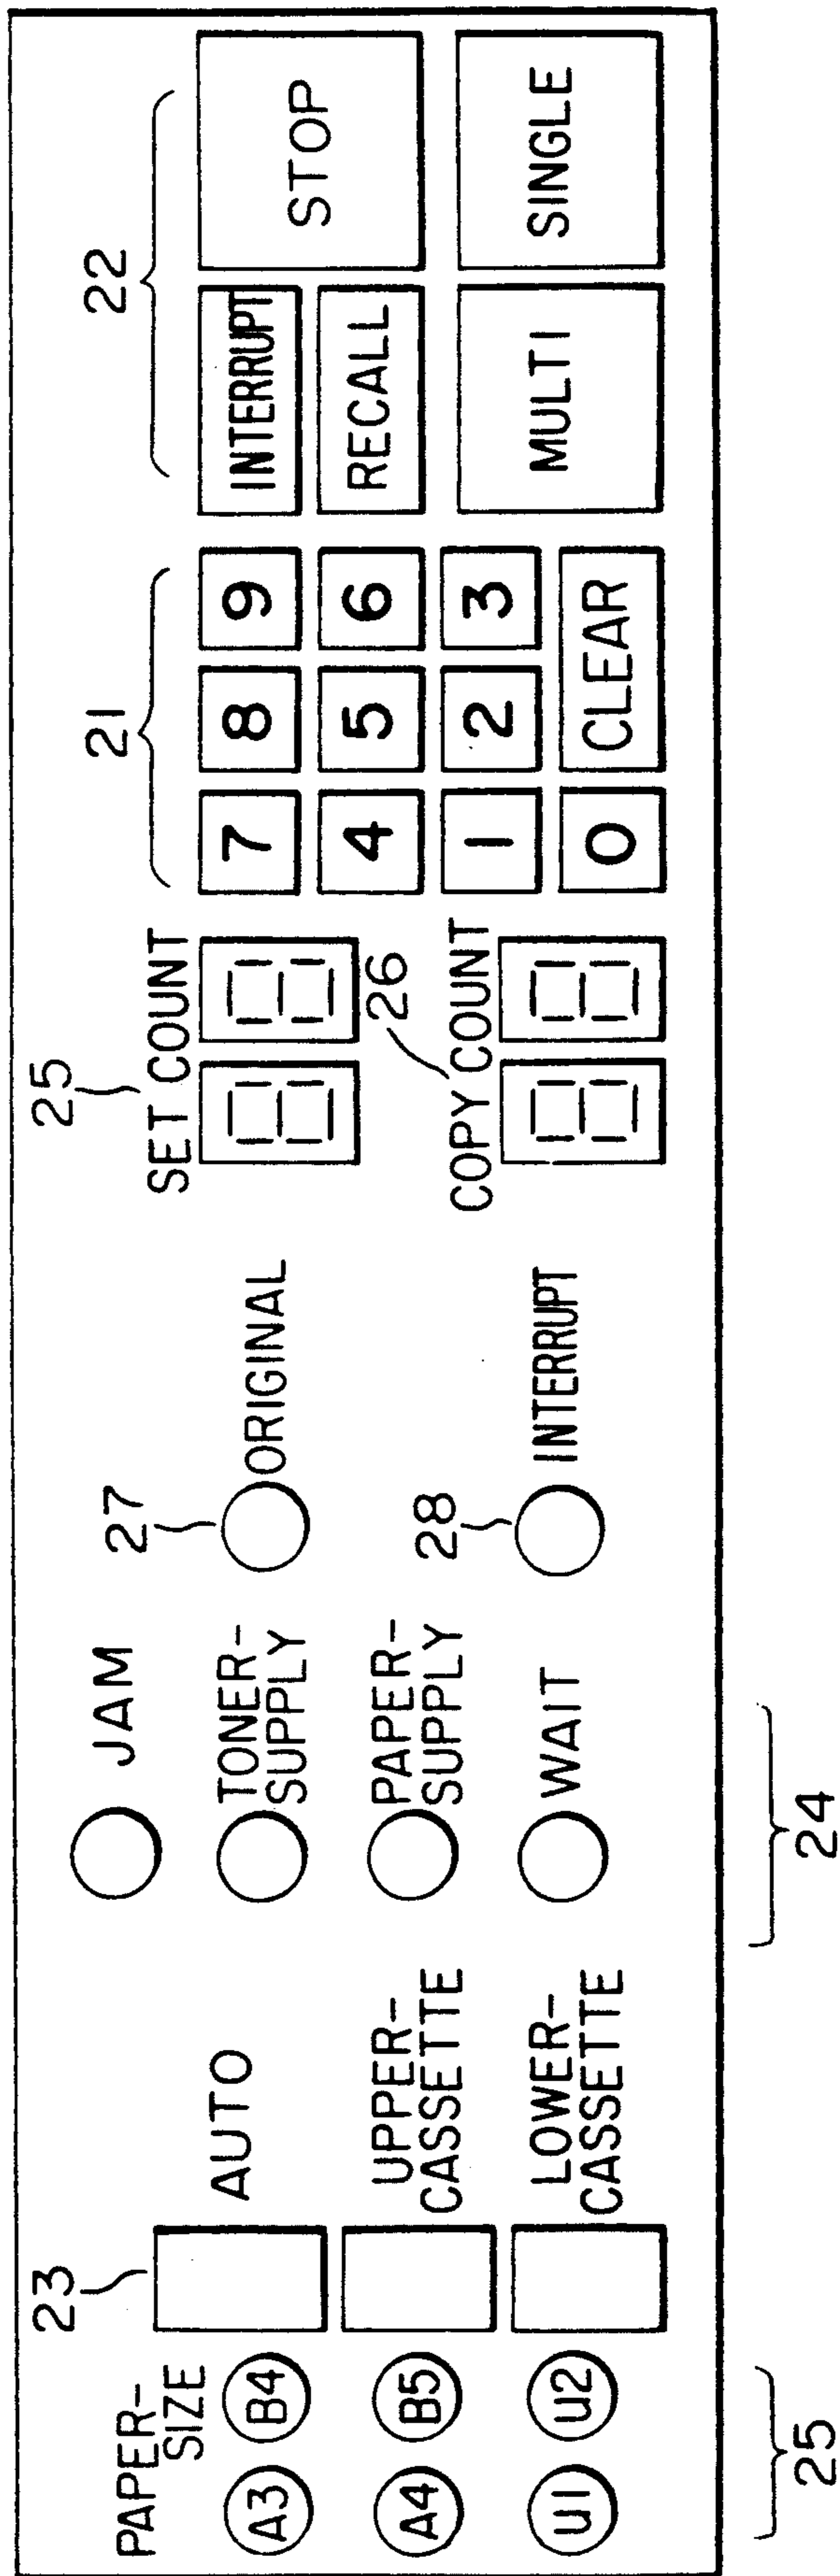 PAPER-
SIZE
A3
B4
A4
B5
U1
U2
25
23
AUTO
UPPER-
CASSETTE
LOWER-
CASSETTE
JAM
TONER-
SUPPLY
PAPER-
SUPPLY
WAIT
24
27
ORIGINAL
28
INTERRUPT
25
SET COUNT
88
26
COPY COUNT
88
21
7 8 9
4 5 6
1 2 3
0 CLEAR
22
INTERRUPT
RECALL
STOP
MULTI
SINGLE